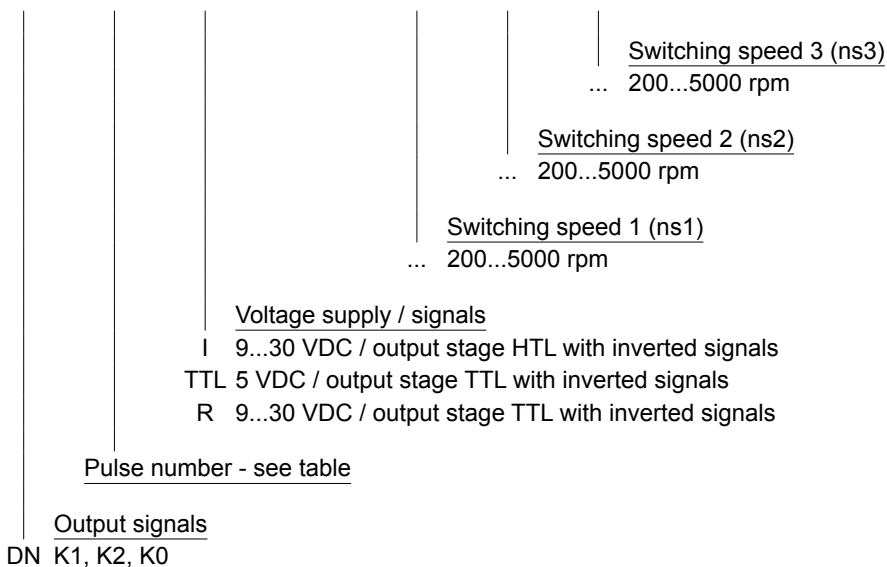 Switching speed 3 (ns3)
... 200...5000 rpm
Switching speed 2 (ns2)
... 200...5000 rpm
Switching speed 1 (ns1)
... 200...5000 rpm
Voltage supply / signals
I 9...30 VDC / output stage HTL with inverted signals
TTL 5 VDC / output stage TTL with inverted signals
R 9...30 VDC / output stage TTL with inverted signals
Pulse number - see table
Output signals
DN K1, K2, K0